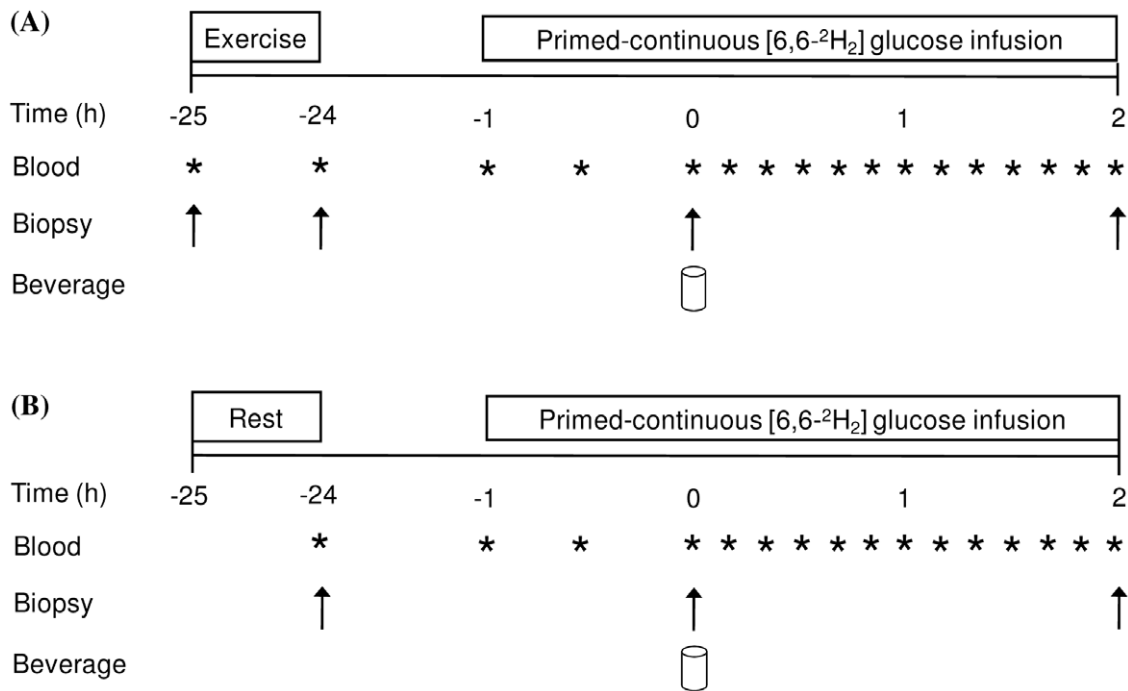 (A)
Exercise
Primed-continuous [6,6-²H₂] glucose infusion
Time (h) -25 -24 -1 0 1 2
Blood * * * * * * * * * * * * * * * * *
Biopsy
Beverage
(B)
Rest
Primed-continuous [6,6-²H₂] glucose infusion
Time (h) -25 -24 -1 0 1 2
Blood * * * * * * * * * * * * * * * *
Biopsy
Beverage